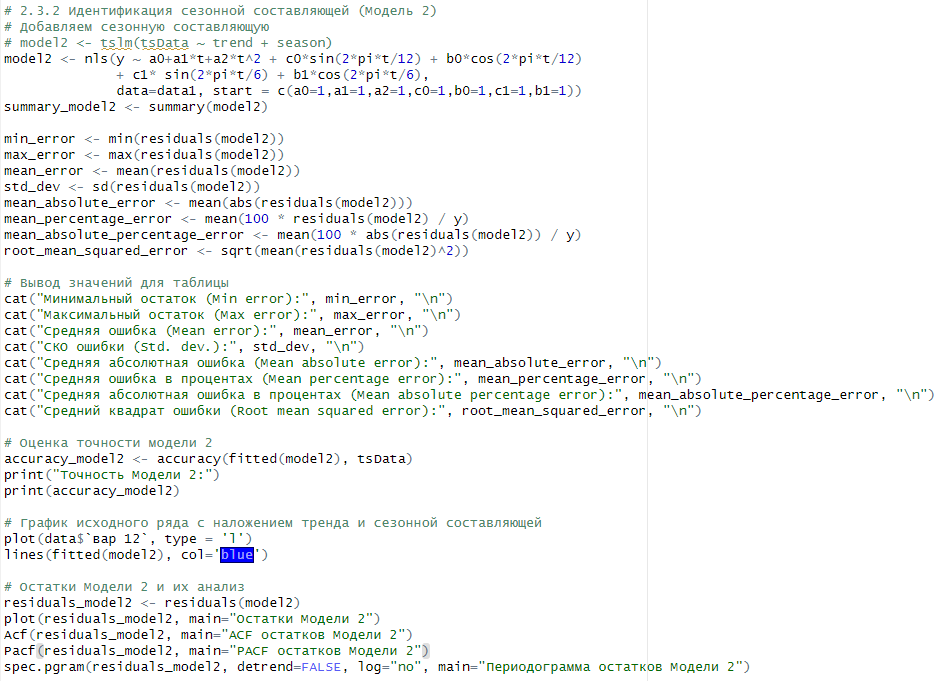 # 2.3.2 Идентификация сезонной составляющей (Модель 2)
# Добавляем сезонную составляющую
# model2 <- tslm(tsData ~ trend + season)
model2 <- nls(y ~ a0+a1*t+a2*t^2 + c0*sin(2*pi*t/12) + b0*cos(2*pi*t/12)
+ c1* sin(2*pi*t/6) + b1*cos(2*pi*t/6),
data=data1, start = c(a0=1,a1=1,a2=1,c0=1,b0=1,c1=1,b1=1))
summary_model2 <- summary(model2)
min_error <- min(residuals(model2))
max_error <- max(residuals(model2))
mean_error <- mean(residuals(model2))
std_dev <- sd(residuals(model2))
mean_absolute_error <- mean(abs(residuals(model2)))
mean_percentage_error <- mean(100 * residuals(model2) / y)
mean_absolute_percentage_error <- mean(100 * abs(residuals(model2)) / y)
root_mean_squared_error <- sqrt(mean(residuals(model2)^2))
# Вывод значений для таблицы
cat("Минимальный остаток (Min error):", min_error, "\n")
cat("Максимальный остаток (Max error):", max_error, "\n")
cat("Средняя ошибка (Mean error):", mean_error, "\n")
cat("СКО ошибки (Std. dev.):", std_dev, "\n")
cat("Средняя абсолютная ошибка (Mean absolute error):", mean_absolute_error, "\n")
cat("Средняя ошибка в процентах (Mean percentage error):", mean_percentage_error, "\n")
cat("Средняя абсолютная ошибка в процентах (Mean absolute percentage error):", mean_absolute_percentage_error, "\n")
cat("Средний квадрат ошибки (Root mean squared error):", root_mean_squared_error, "\n")
# Оценка точности модели 2
accuracy_model2 <- accuracy(fitted(model2), tsData)
print("Точность Модели 2:")
print(accuracy_model2)
# График исходного ряда с наложением тренда и сезонной составляющей
plot(data$`вар 12`, type = 'l')
lines(fitted(model2), col='blue')
# Остатки Модели 2 и их анализ
residuals_model2 <- residuals(model2)
plot(residuals_model2, main="Остатки Модели 2")
Acf(residuals_model2, main="ACF остатков Модели 2")
Pacf(residuals_model2, main="PACF остатков Модели 2")
spec.pgram(residuals_model2, detrend=FALSE, log="no", main="Периодограмма остатков Модели 2")